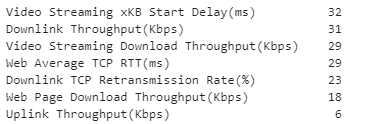 Video Streaming xKB Start Delay(ms) 32
Downlink Throughput(Kbps) 31
Video Streaming Download Throughput(Kbps) 29
Web Average TCP RTT(ms) 29
Downlink TCP Retransmission Rate(%) 23
Web Page Download Throughput(Kbps) 18
Uplink Throughput(Kbps) 6